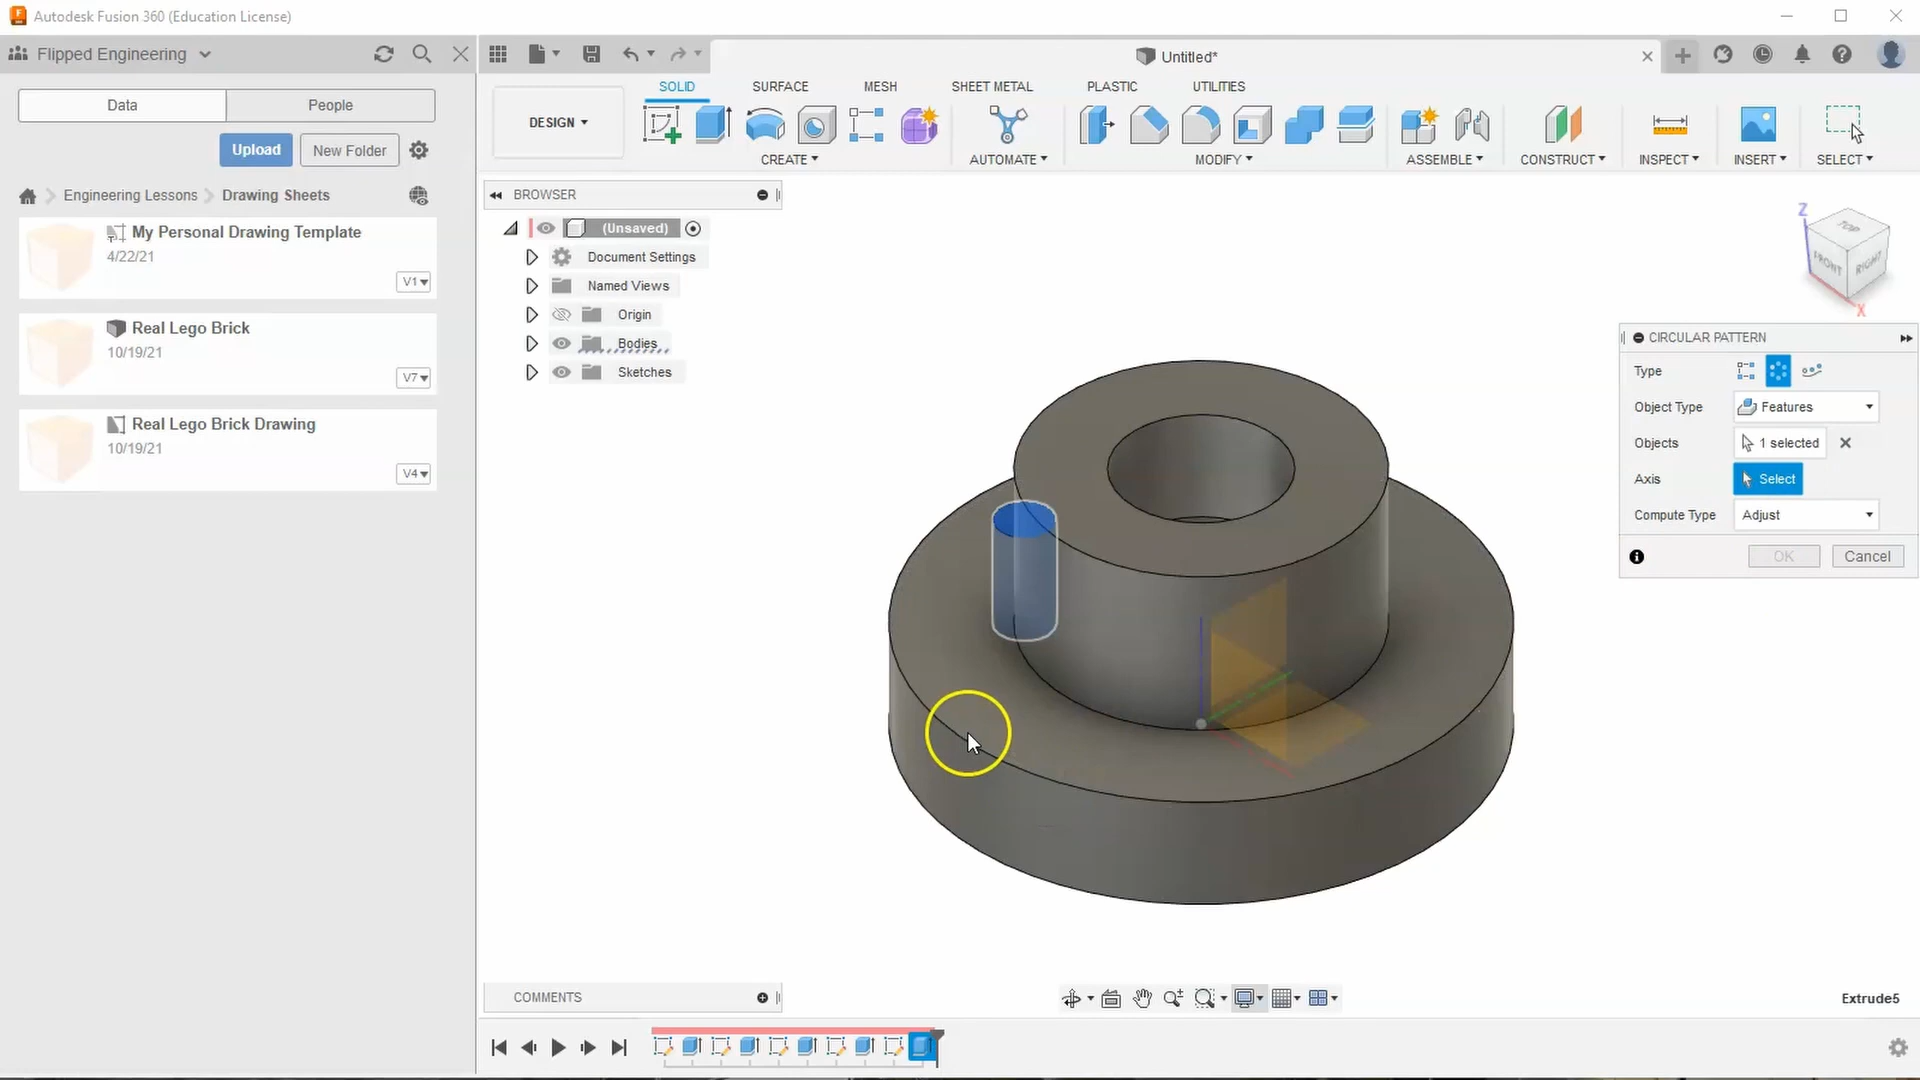 Autodesk Fusion 360 (Education License)
Flipped Engineering
Untitled*
Data
People
Upload
New Folder
Engineering Lessons
Drawing Sheets
My Personal Drawing Template
4/22/21
V1
Real Lego Brick
10/19/21
V7
Real Lego Brick Drawing
10/19/21
V4
DESIGN
SOLID
SURFACE
MESH
SHEET METAL
PLASTIC
UTILITIES
CREATE
AUTOMATE
MODIFY
ASSEMBLE
CONSTRUCT
INSPECT
INSERT
SELECT
BROWSER
(Unsaved)
Document Settings
Named Views
Origin
Bodies
Sketches
Z
TOP
FRONT
RIGHT
X
CIRCULAR PATTERN
Type
Object Type
Features
Objects
1 selected
Axis
Select
Compute Type
Adjust
OK
Cancel
COMMENTS
Extrude5